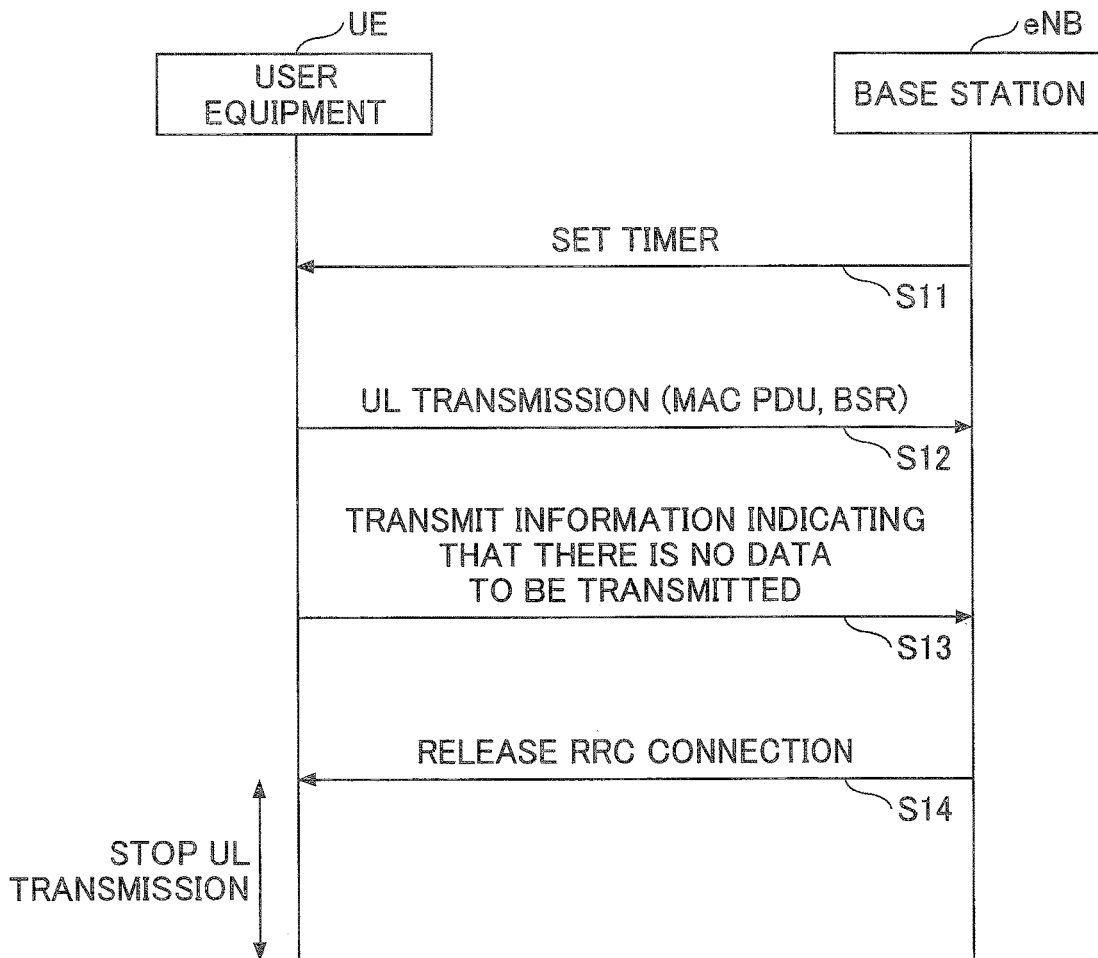 UE
eNB
USER
EQUIPMENT
BASE STATION
SET TIMER
S11
UL TRANSMISSION (MAC PDU, BSR)
S12
TRANSMIT INFORMATION INDICATING
THAT THERE IS NO DATA
TO BE TRANSMITTED
S13
RELEASE RRC CONNECTION
S14
STOP UL
TRANSMISSION